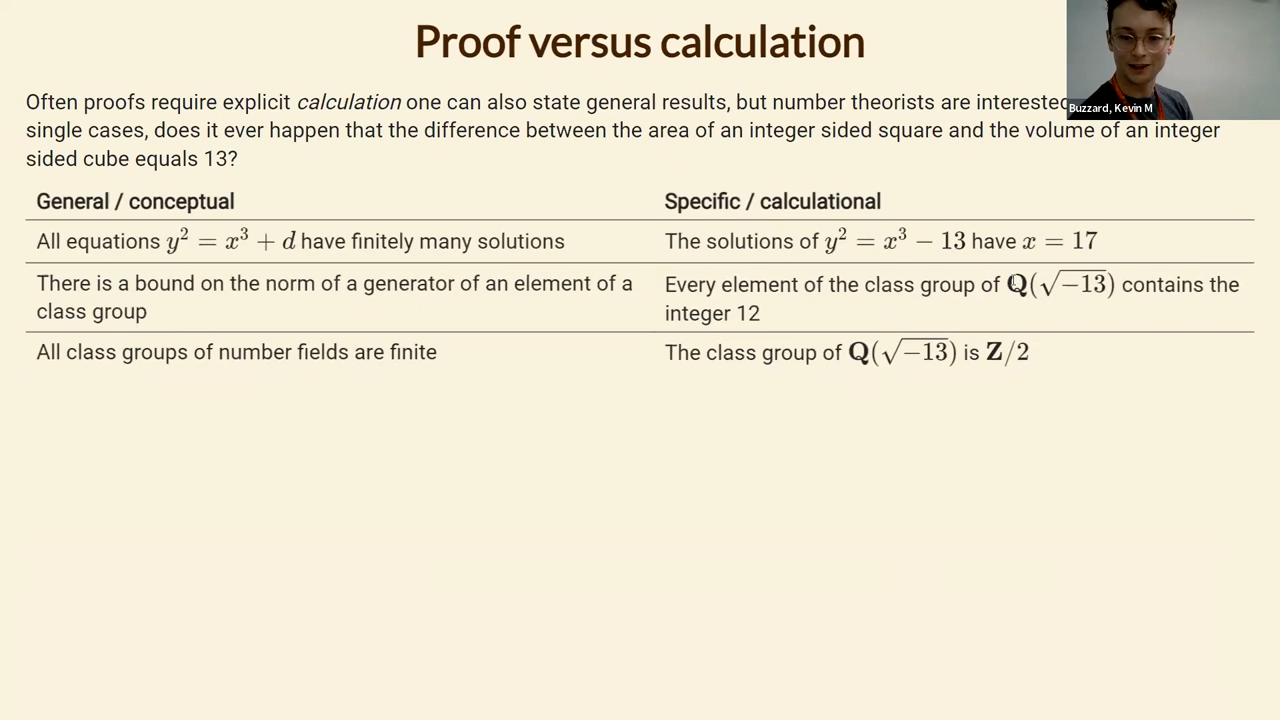 Proof versus calculation
Often proofs require explicit calculation one can also state general results, but number theorists are interested
single cases, does it ever happen that the difference between the area of an integer sided square and the volume of an integer
sided cube equals 13?
Buzzard, Kevin M
General / conceptual
Specific / calculational
All equations y² = x³ + d have finitely many solutions
The solutions of y² = x³ − 13 have x = 17
There is a bound on the norm of a generator of an element of a
class group
Every element of the class group of Q(√−13) contains the
integer 12
All class groups of number fields are finite
The class group of Q(√−13) is Z/2